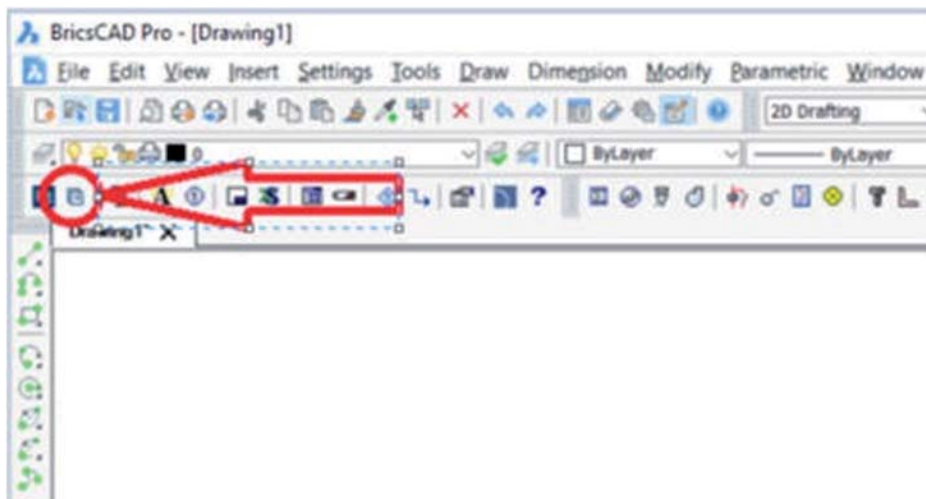 BricsCAD Pro - [Drawing1]
File Edit View Insert Settings Tools Draw Dimension Modify Parametric Window
2D Drafting
0 ByLayer ByLayer
A $ ?
Drawing1 X